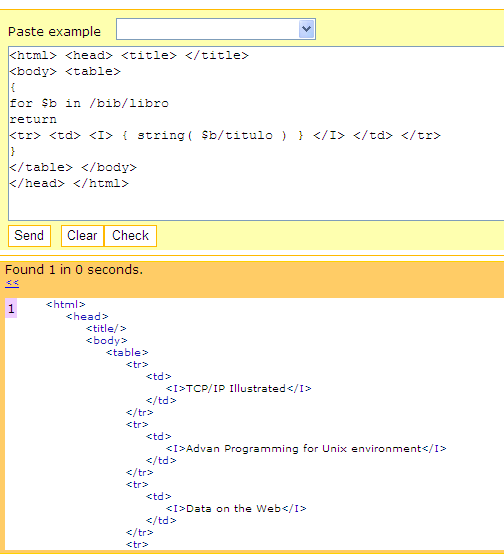 Paste example
<html> <head> <title> </title>
<body> <table>
{
for $b in /bib/libro
return
<tr> <td> <I> { string( $b/titulo ) } </I> </td> </tr>
}
</table> </body>
</head> </html>
Send Clear Check
Found 1 in 0 seconds.
<<
1 <html>
<head>
<title/>
<body>
<table>
<tr>
<td>
<I>TCP/IP Illustrated</I>
</td>
</tr>
<tr>
<td>
<I>Advan Programming for Unix environment</I>
</td>
</tr>
<tr>
<td>
<I>Data on the Web</I>
</td>
</tr>
<tr>